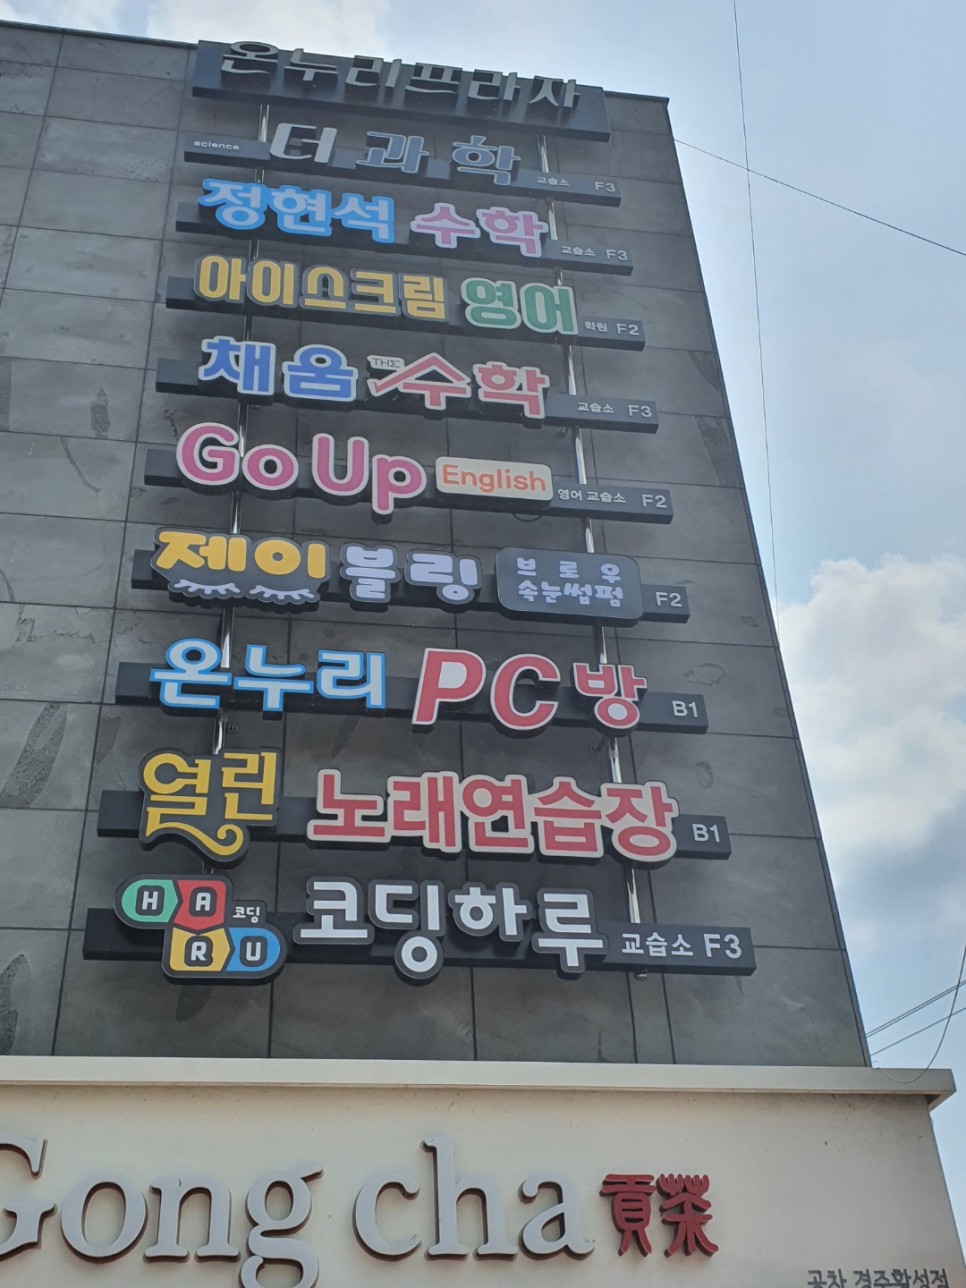 온누리프라자
science 더 과학 교습소 F3
정현석 수학 교습소 F3
아이스크림 영어 학원 F2
채움 THE 수학 교습소 F3
Go Up English 영어 교습소 F2
제이블링 브로우 속눈썹펌 F2
온누리 PC방 B1
열린 노래연습장 B1
HARU 코딩 코딩하루 교습소 F3
Gong cha 貢茶
공차 경주황성점